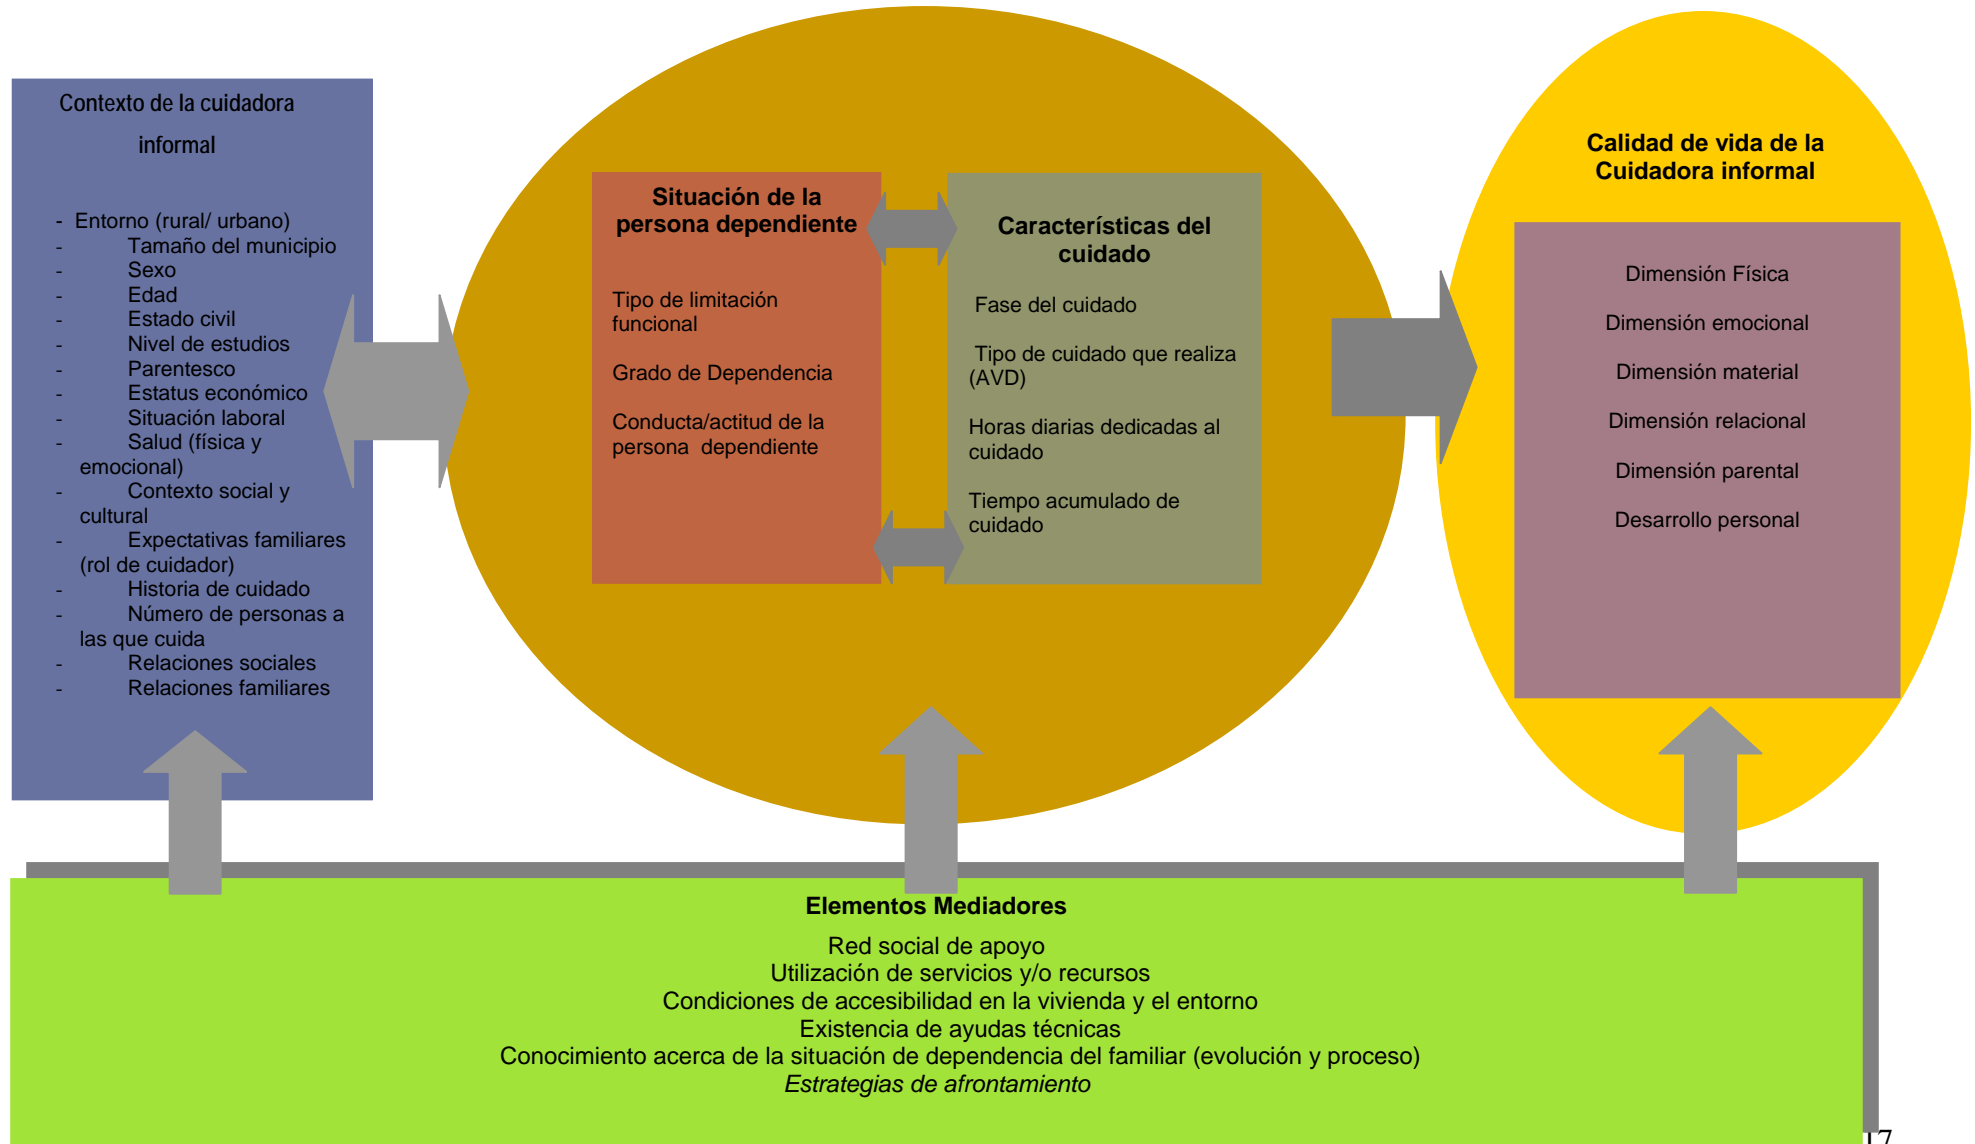 Contexto de la cuidadora
informal
- Entorno (rural/ urbano)
- Tamaño del municipio
- Sexo
- Edad
- Estado civil
- Nivel de estudios
- Parentesco
- Estatus económico
- Situación laboral
- Salud (física y
emocional)
- Contexto social y
cultural
- Expectativas familiares
(rol de cuidador)
- Historia de cuidado
- Número de personas a
las que cuida
- Relaciones sociales
- Relaciones familiares
Situación de la
persona dependiente
Tipo de limitación
funcional
Grado de Dependencia
Conducta/actitud de la
persona dependiente
Características del
cuidado
Fase del cuidado
Tipo de cuidado que realiza
(AVD)
Horas diarias dedicadas al
cuidado
Tiempo acumulado de
cuidado
Calidad de vida de la
Cuidadora informal
Dimensión Física
Dimensión emocional
Dimensión material
Dimensión relacional
Dimensión parental
Desarrollo personal
Elementos Mediadores
Red social de apoyo
Utilización de servicios y/o recursos
Condiciones de accesibilidad en la vivienda y el entorno
Existencia de ayudas técnicas
Conocimiento acerca de la situación de dependencia del familiar (evolución y proceso)
Estrategias de afrontamiento
17